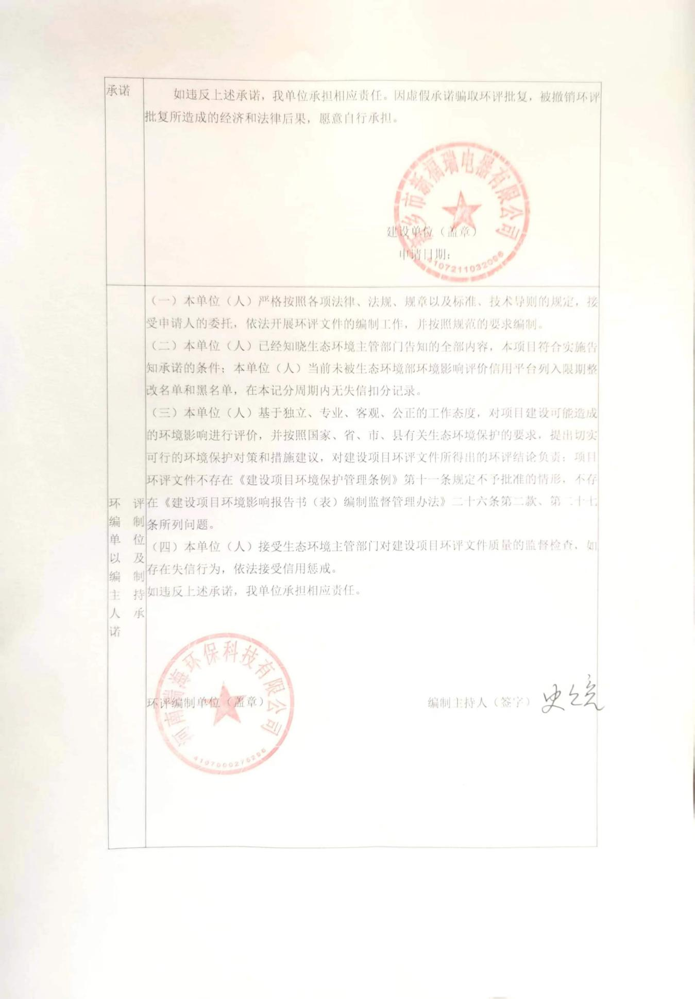 承诺
如违反上述承诺，我单位承担相应责任。因虚假承诺骗取环评批复，被撤销环评
批复所造成的经济和法律后果，愿意自行承担。
新乡市新福瑞电器有限公司
建设单位（盖章）
申请日期：
4107211032096
环评
编制
单位
以及
编制
主持
人承
诺
（一）本单位（人）严格按照各项法律、法规、规章以及标准、技术导则的规定，接
受申请人的委托，依法开展环评文件的编制工作，并按照规范的要求编制。
（二）本单位（人）已经知晓生态环境主管部门告知的全部内容，本项目符合实施告
知承诺的条件；本单位（人）当前未被生态环境部环境影响评价信用平台列入限期整
改名单和黑名单，在本记分周期内无失信扣分记录。
（三）本单位（人）基于独立、专业、客观、公正的工作态度，对项目建设可能造成
的环境影响进行评价，并按照国家、省、市、县有关生态环境保护的要求，提出切实
可行的环境保护对策和措施建议，对建设项目环评文件所得出的环评结论负责；项目
环评文件不存在《建设项目环境保护管理条例》第十一条规定不予批准的情形，不存
在《建设项目环境影响报告书（表）编制监督管理办法》二十六条第二款、第二十七
条所列问题。
（四）本单位（人）接受生态环境主管部门对建设项目环评文件质量的监督检查，如
存在失信行为，依法接受信用惩戒。
如违反上述承诺，我单位承担相应责任。
河南瑞海环保科技有限公司
环评编制单位（盖章）
编制主持人（签字）
4107000276296